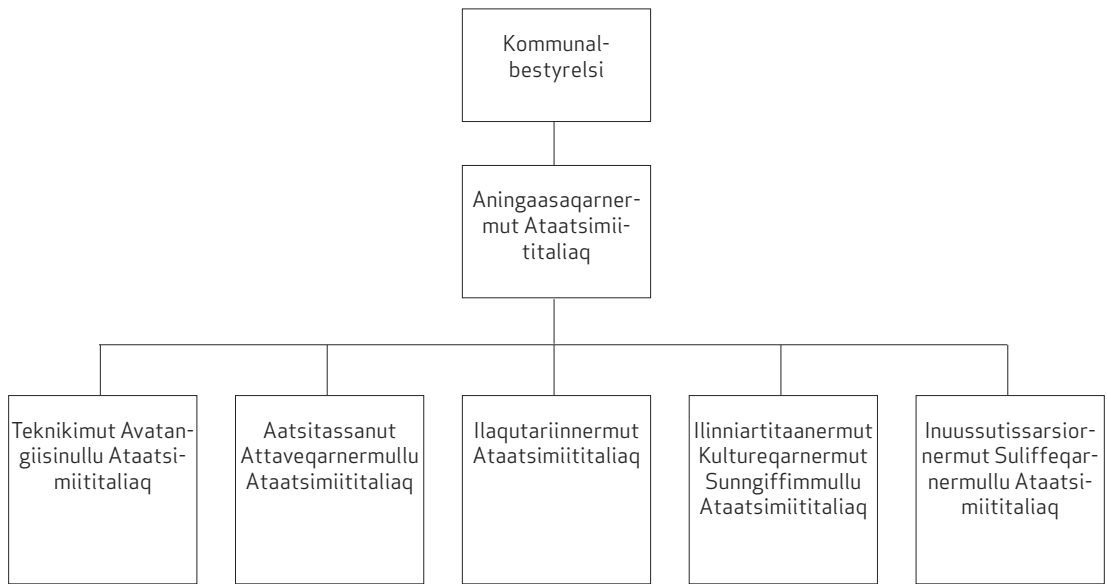 Kommunal-
bestyrelsi
Aningaasaqarner-
mut Ataatsimii-
titaliaq
Teknikimut Avatan-
giisinullu Ataatsi-
miititaliaq
Aatsitassanut
Attaveqarnermullu
Ataatsimiititaliaq
Ilaqutariinnermut
Ataatsimiititaliaq
Ilinniartitaanermut
Kultureqarnermut
Sunngiffimmullu
Ataatsimiititaliaq
Inuussutissarsior-
nermut Suliffeqar-
nermullu Ataatsi-
miititaliaq